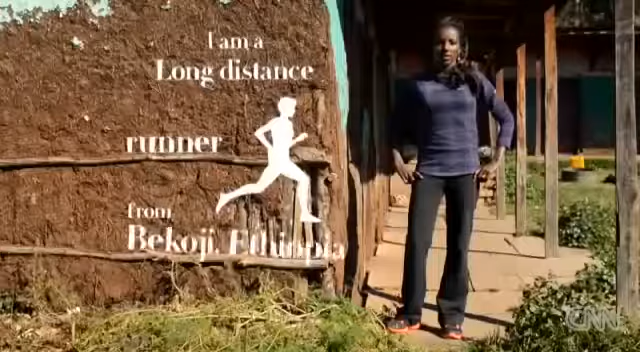 I am a
Long distance
runner
from
Bekoji, Ethiopia
CNN